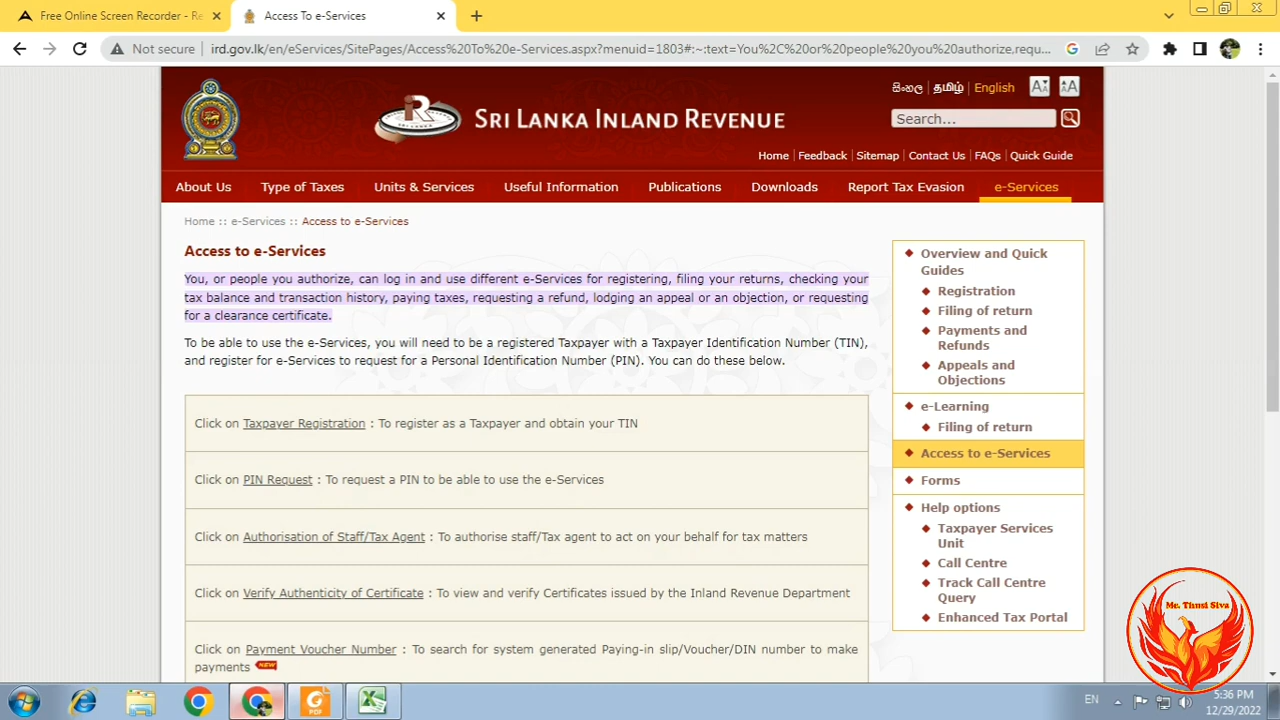 Free Online Screen Recorder - Re
Access To e-Services
Not secure
ird.gov.lk/en/eServices/SitePages/Access%20To%20e-Services.aspx?menuid=1803#:~:text=You%2C%20or%20people%20you%20authorize,requ...
සිංහල | தமிழ் | English
SRI LANKA INLAND REVENUE
Search...
Home | Feedback | Sitemap | Contact Us | FAQs | Quick Guide
About Us Type of Taxes Units & Services Useful Information Publications Downloads Report Tax Evasion e-Services
Home :: e-Services :: Access to e-Services
Access to e-Services
You, or people you authorize, can log in and use different e-Services for registering, filing your returns, checking your
tax balance and transaction history, paying taxes, requesting a refund, lodging an appeal or an objection, or requesting
for a clearance certificate.
To be able to use the e-Services, you will need to be a registered Taxpayer with a Taxpayer Identification Number (TIN),
and register for e-Services to request for a Personal Identification Number (PIN). You can do these below.
Click on Taxpayer Registration : To register as a Taxpayer and obtain your TIN
Click on PIN Request : To request a PIN to be able to use the e-Services
Click on Authorisation of Staff/Tax Agent : To authorise staff/Tax agent to act on your behalf for tax matters
Click on Verify Authenticity of Certificate : To view and verify Certificates issued by the Inland Revenue Department
Click on Payment Voucher Number : To search for system generated Paying-in slip/Voucher/DIN number to make
payments NEW
Overview and Quick
Guides
Registration
Filing of return
Payments and
Refunds
Appeals and
Objections
e-Learning
Filing of return
Access to e-Services
Forms
Help options
Taxpayer Services
Unit
Call Centre
Track Call Centre
Query
Enhanced Tax Portal
Mr. Thusi Siva
EN
5:36 PM
12/29/2022